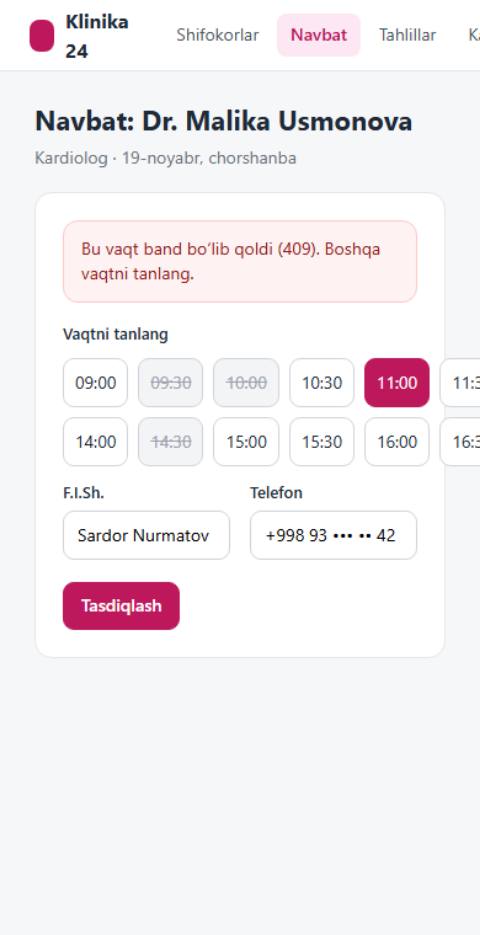 Klinika
24
Shifokorlar
Navbat
Tahlillar
Navbat: Dr. Malika Usmonova
Kardiolog · 19-noyabr, chorshanba
Bu vaqt band boʻlib qoldi (409). Boshqa
vaqtni tanlang.
Vaqtni tanlang
09:00 09:30 10:00 10:30 11:00
14:00 14:30 15:00 15:30 16:00
F.I.Sh. Telefon
Sardor Nurmatov +998 93 ••• •• 42
Tasdiqlash